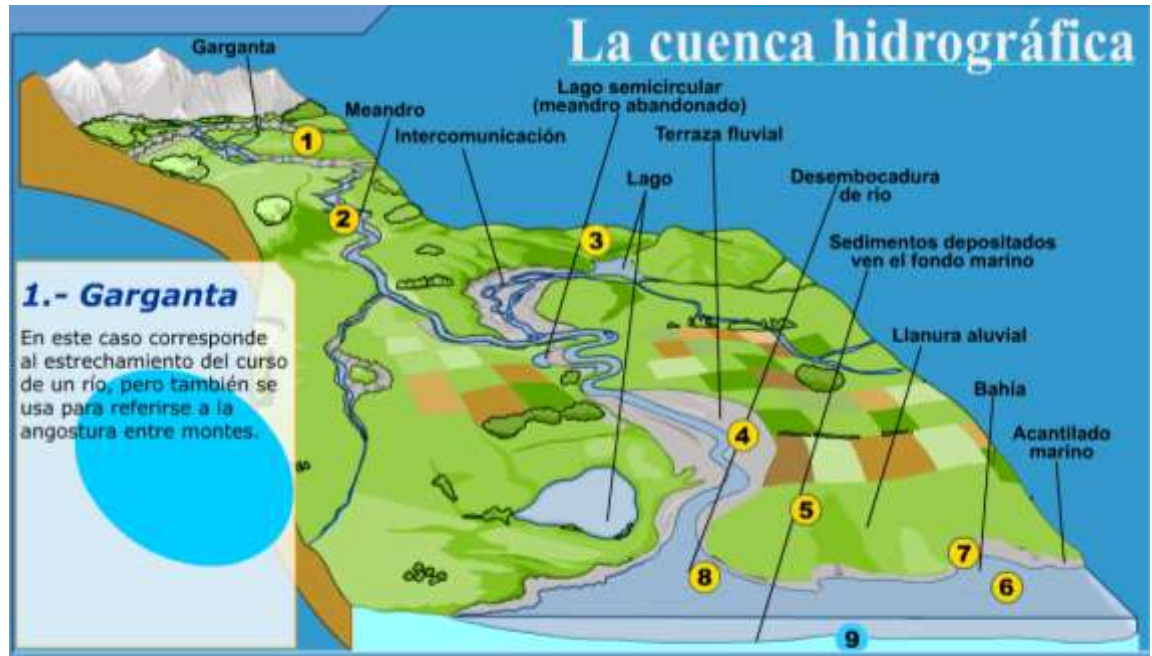 La cuenca hidrográfica
Garganta
Lago semicircular
(meandro abandonado)
Meandro
Intercomunicación
Terraza fluvial
Lago
Desembocadura
de río
Sedimentos depositados
ven el fondo marino
Llanura aluvial
Bahía
Acantilado
marino
1
2
3
4
5
6
7
8
9
1.- Garganta
En este caso corresponde
al estrechamiento del curso
de un río, pero también se
usa para referirse a la
angostura entre montes.